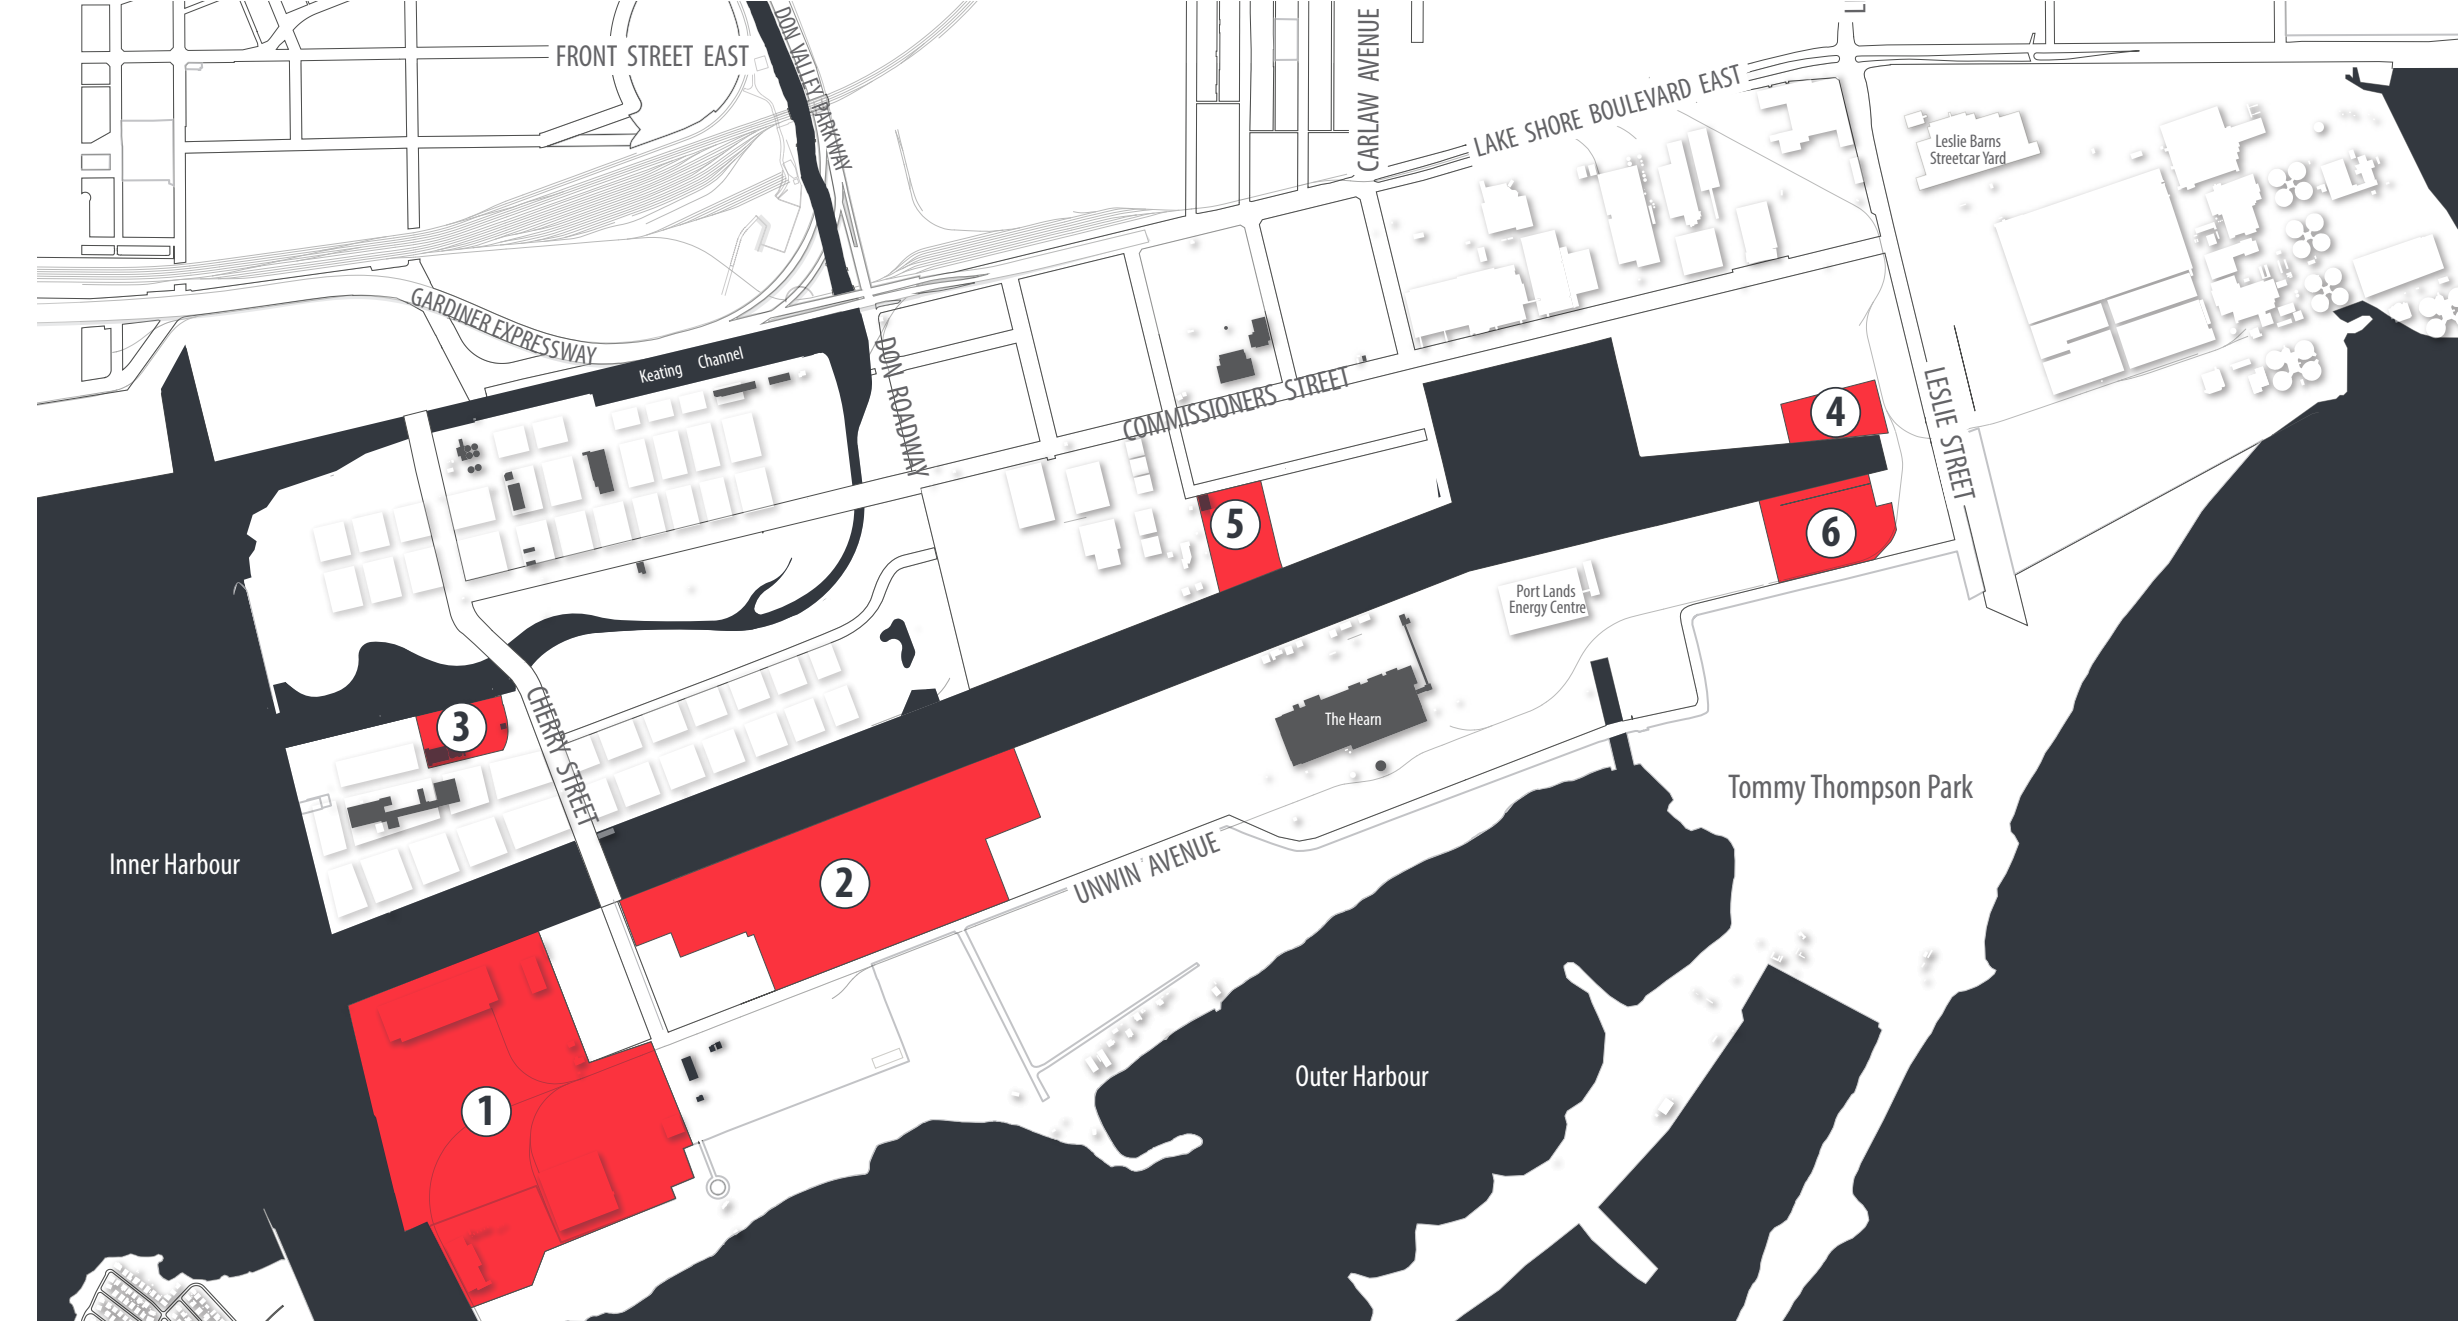 FRONT STREET EAST
DON VALLEY PARKWAY
CARLAW AVENUE
LAKE SHORE BOULEVARD EAST
Leslie Barns
Streetcar Yard
GARDINER EXPRESSWAY
Keating Channel
DON ROADWAY
COMMISSIONERS STREET
LESLIE STREET
4
5
6
Port Lands
Energy Centre
3
CHERRY STREET
The Hearn
Tommy Thompson Park
Inner Harbour
2
UNWIN AVENUE
Outer Harbour
1